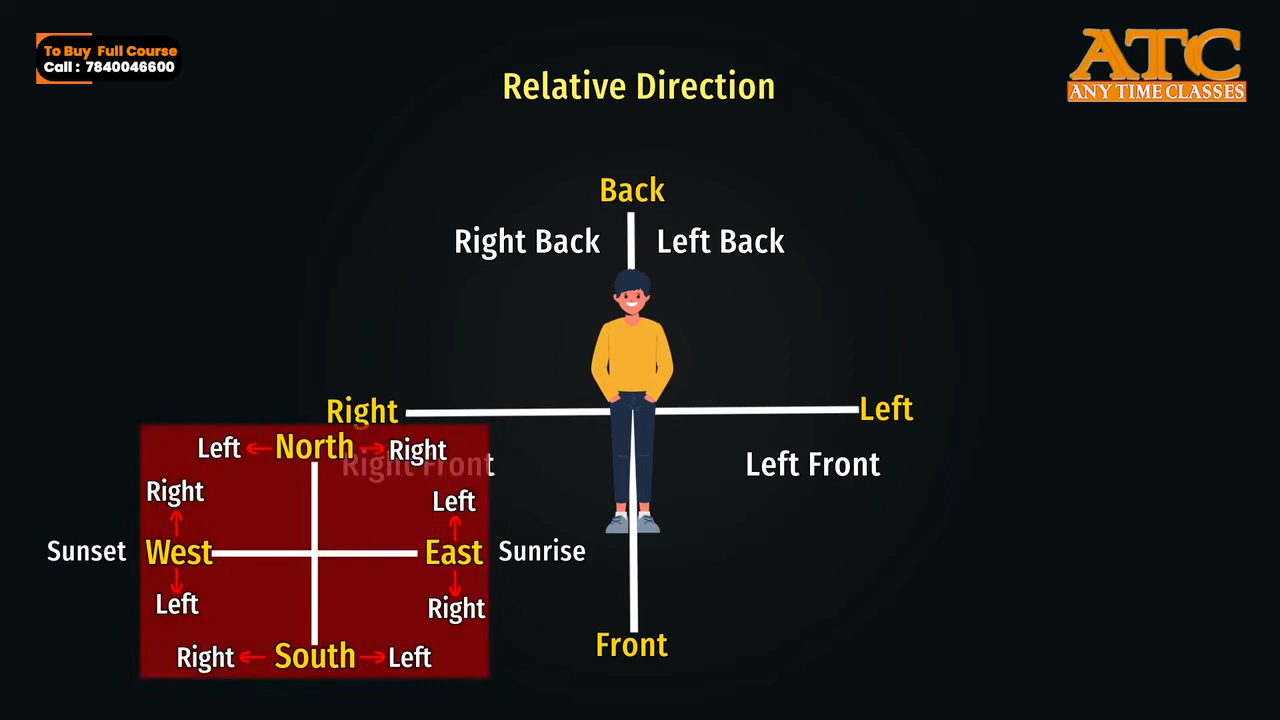 To Buy Full Course
Call : 7840046600
ATC
ANY TIME CLASSES
Relative Direction
Back
Right Back
Left Back
Right
Left
Right Front
Left Front
Front
Left
North
Right
Right
Left
Sunset
West
East
Sunrise
Left
Right
Right
South
Left